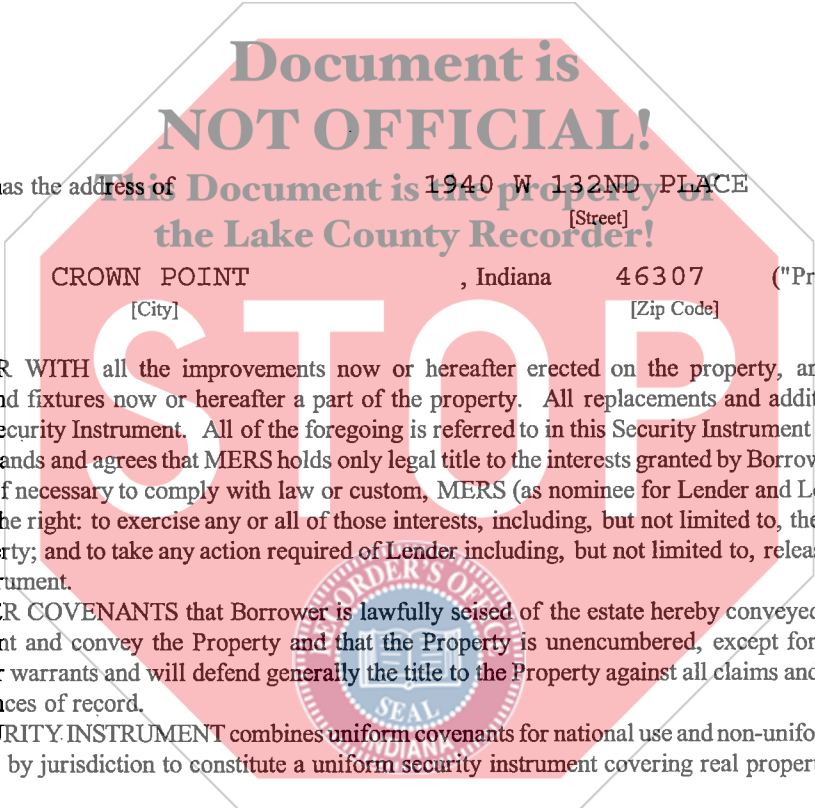 Document is
NOT OFFICIAL!
This Document is the property of
the Lake County Recorder!
as the address of 1940 W 132ND PLACE
[Street]
CROWN POINT , Indiana 46307 ("Pr
[City] [Zip Code]
STOP
R WITH all the improvements now or hereafter erected on the property, an
d fixtures now or hereafter a part of the property. All replacements and addit
ecurity Instrument. All of the foregoing is referred to in this Security Instrument
ands and agrees that MERS holds only legal title to the interests granted by Borrow
f necessary to comply with law or custom, MERS (as nominee for Lender and Le
he right: to exercise any or all of those interests, including, but not limited to, the
rty; and to take any action required of Lender including, but not limited to, relea
rument.
R COVENANTS that Borrower is lawfully seised of the estate hereby conveyed
nt and convey the Property and that the Property is unencumbered, except for
r warrants and will defend generally the title to the Property against all claims and
ces of record.
RITY INSTRUMENT combines uniform covenants for national use and non-unifo
by jurisdiction to constitute a uniform security instrument covering real propert
RECORDER'S OFFICE
SEAL
INDIANA